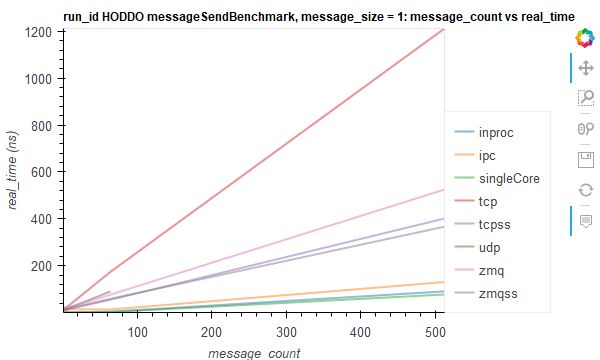 run_id HODDO messageSendBenchmark, message_size = 1: message_count vs real_time
1200
1000
800
600
400
200
real_time (ns)
100
200
300
400
500
message_count
inproc
ipc
singleCore
tcp
tcpss
udp
zmq
zmqss